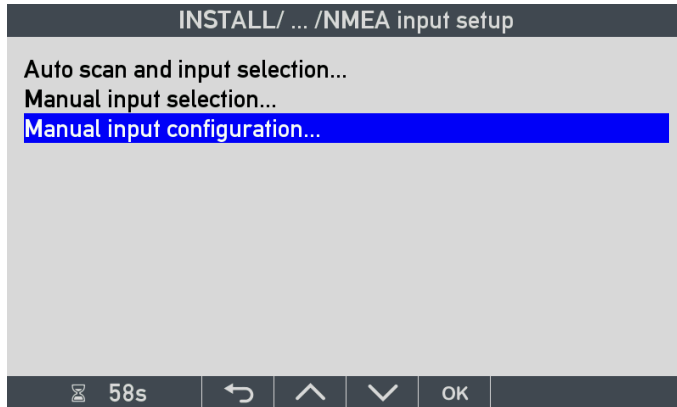 INSTALL/ ... /NMEA input setup
Auto scan and input selection...
Manual input selection...
Manual input configuration...
58s OK